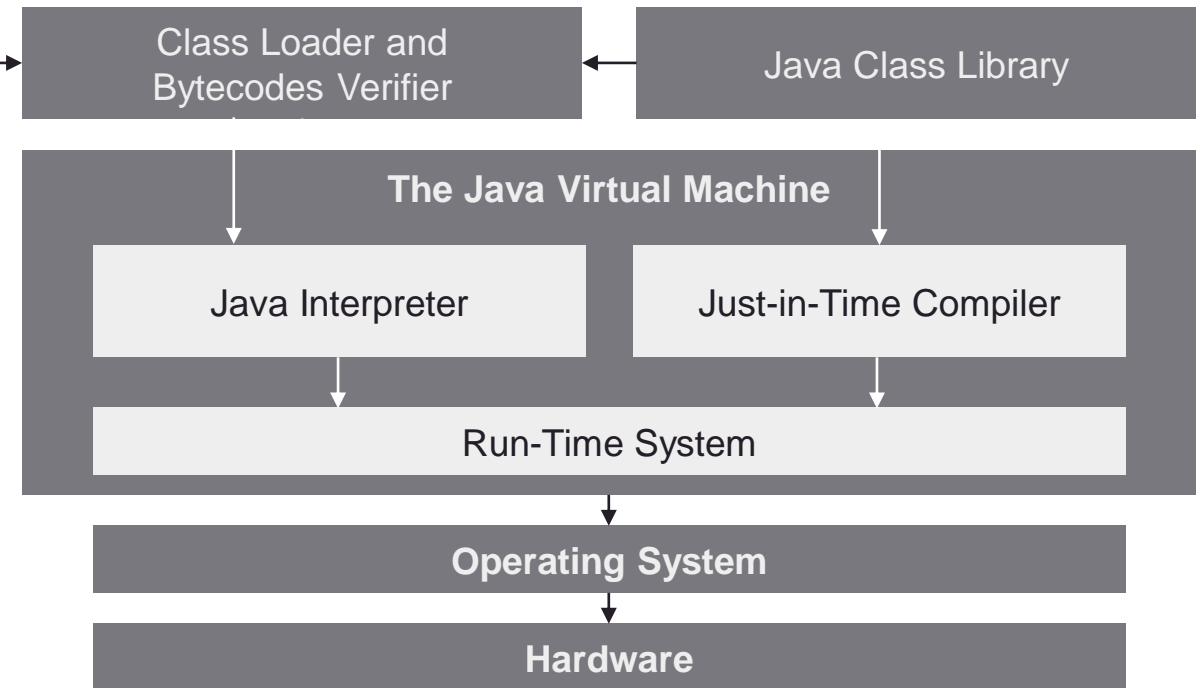 Class Loader and
Bytecodes Verifier
Java Class Library
The Java Virtual Machine
Java Interpreter
Just-in-Time Compiler
Run-Time System
Operating System
Hardware